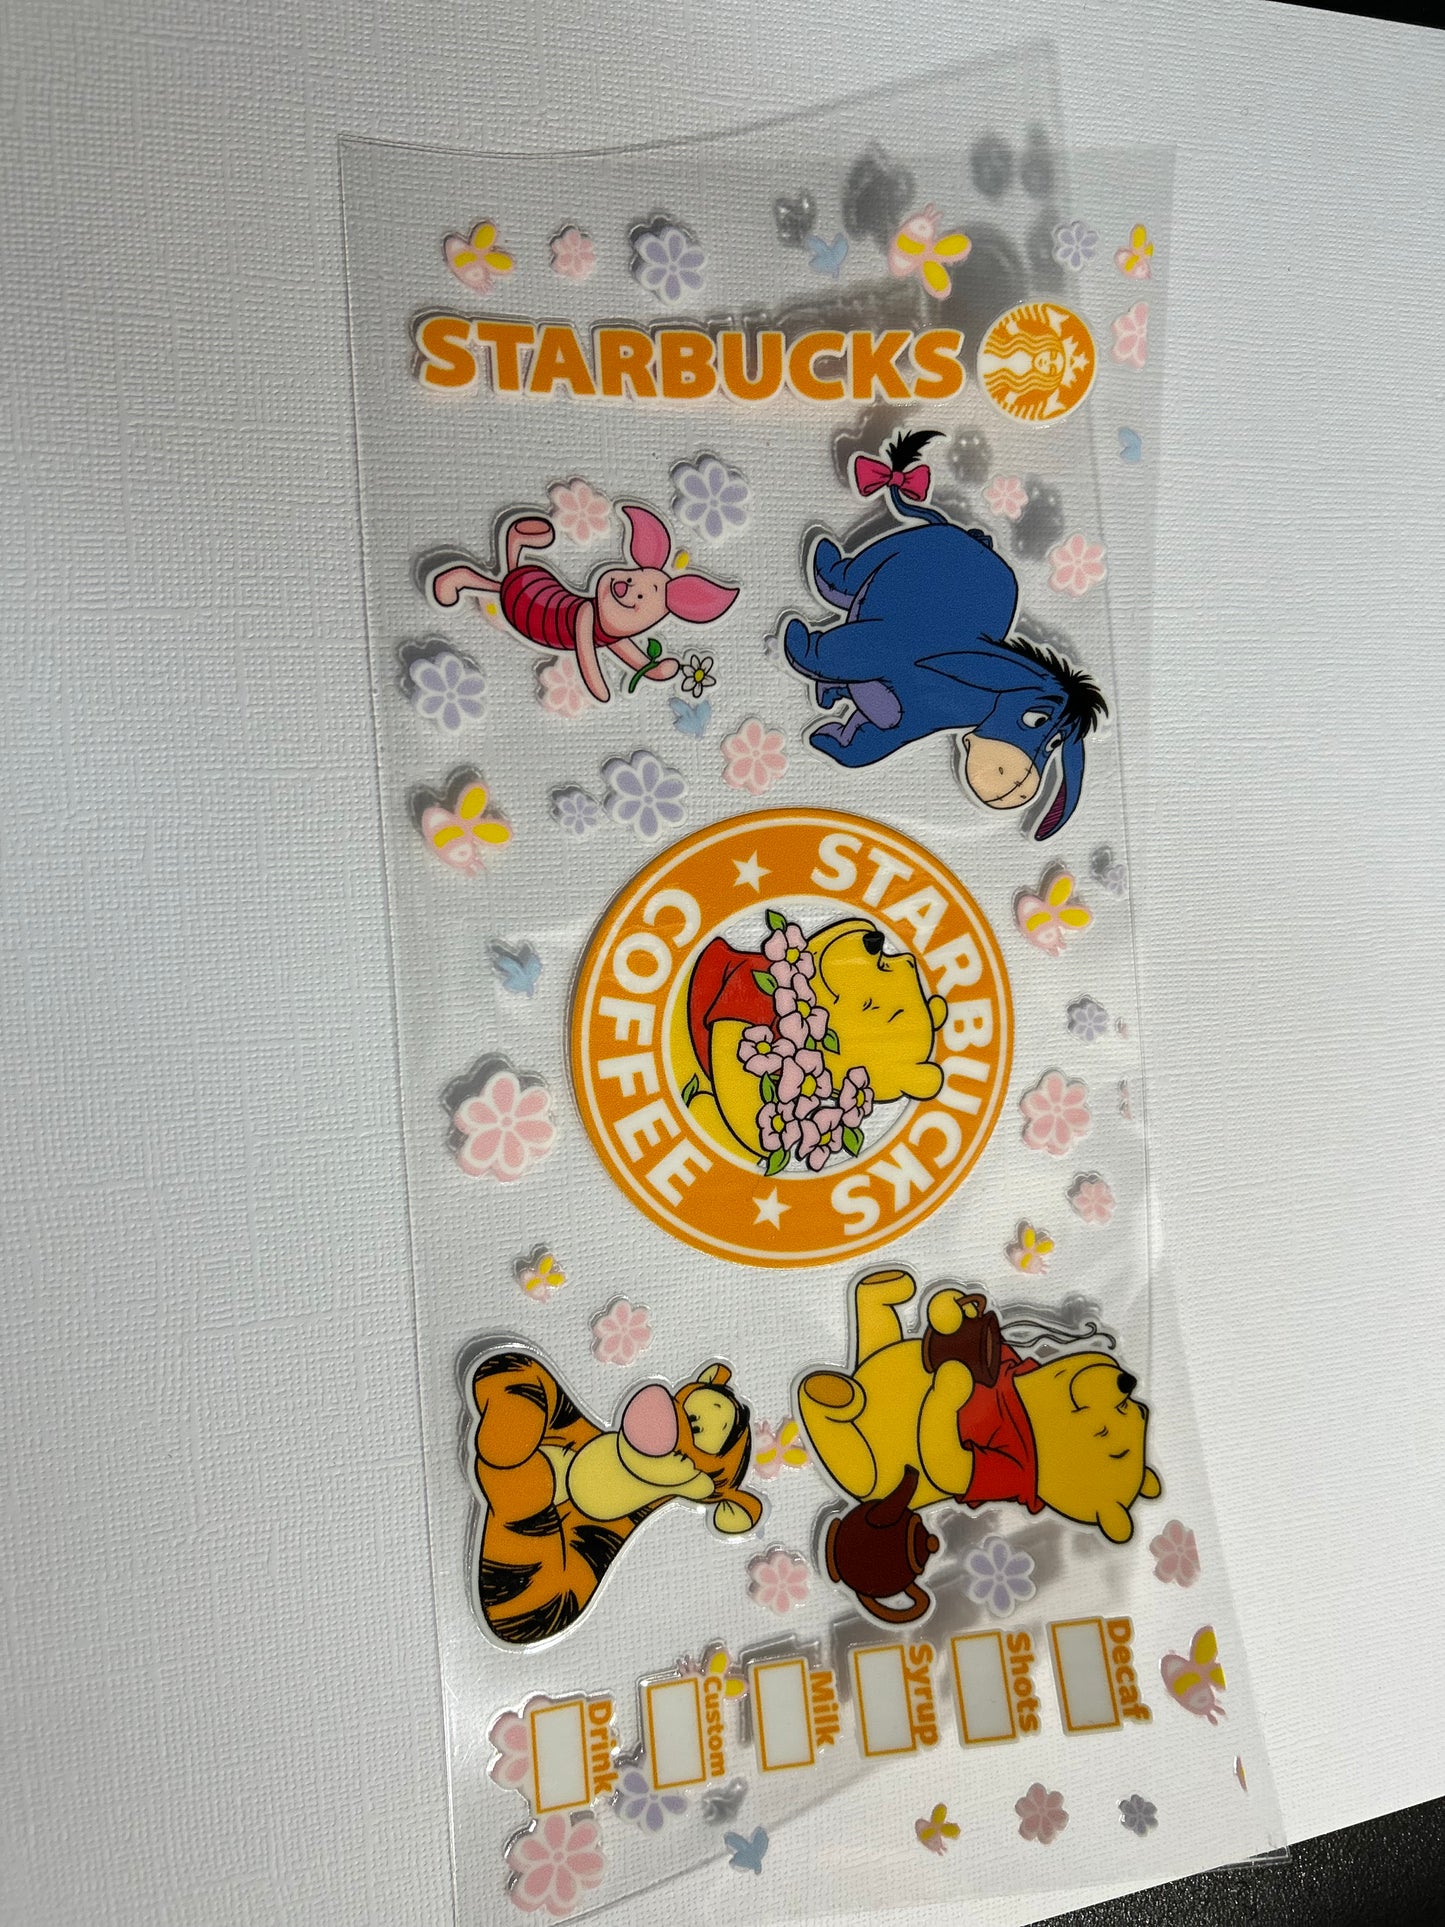 STARBUCKS
STARBUCKS
COFFEE
Decaf
Shots
Syrup
Milk
Custom
Drink